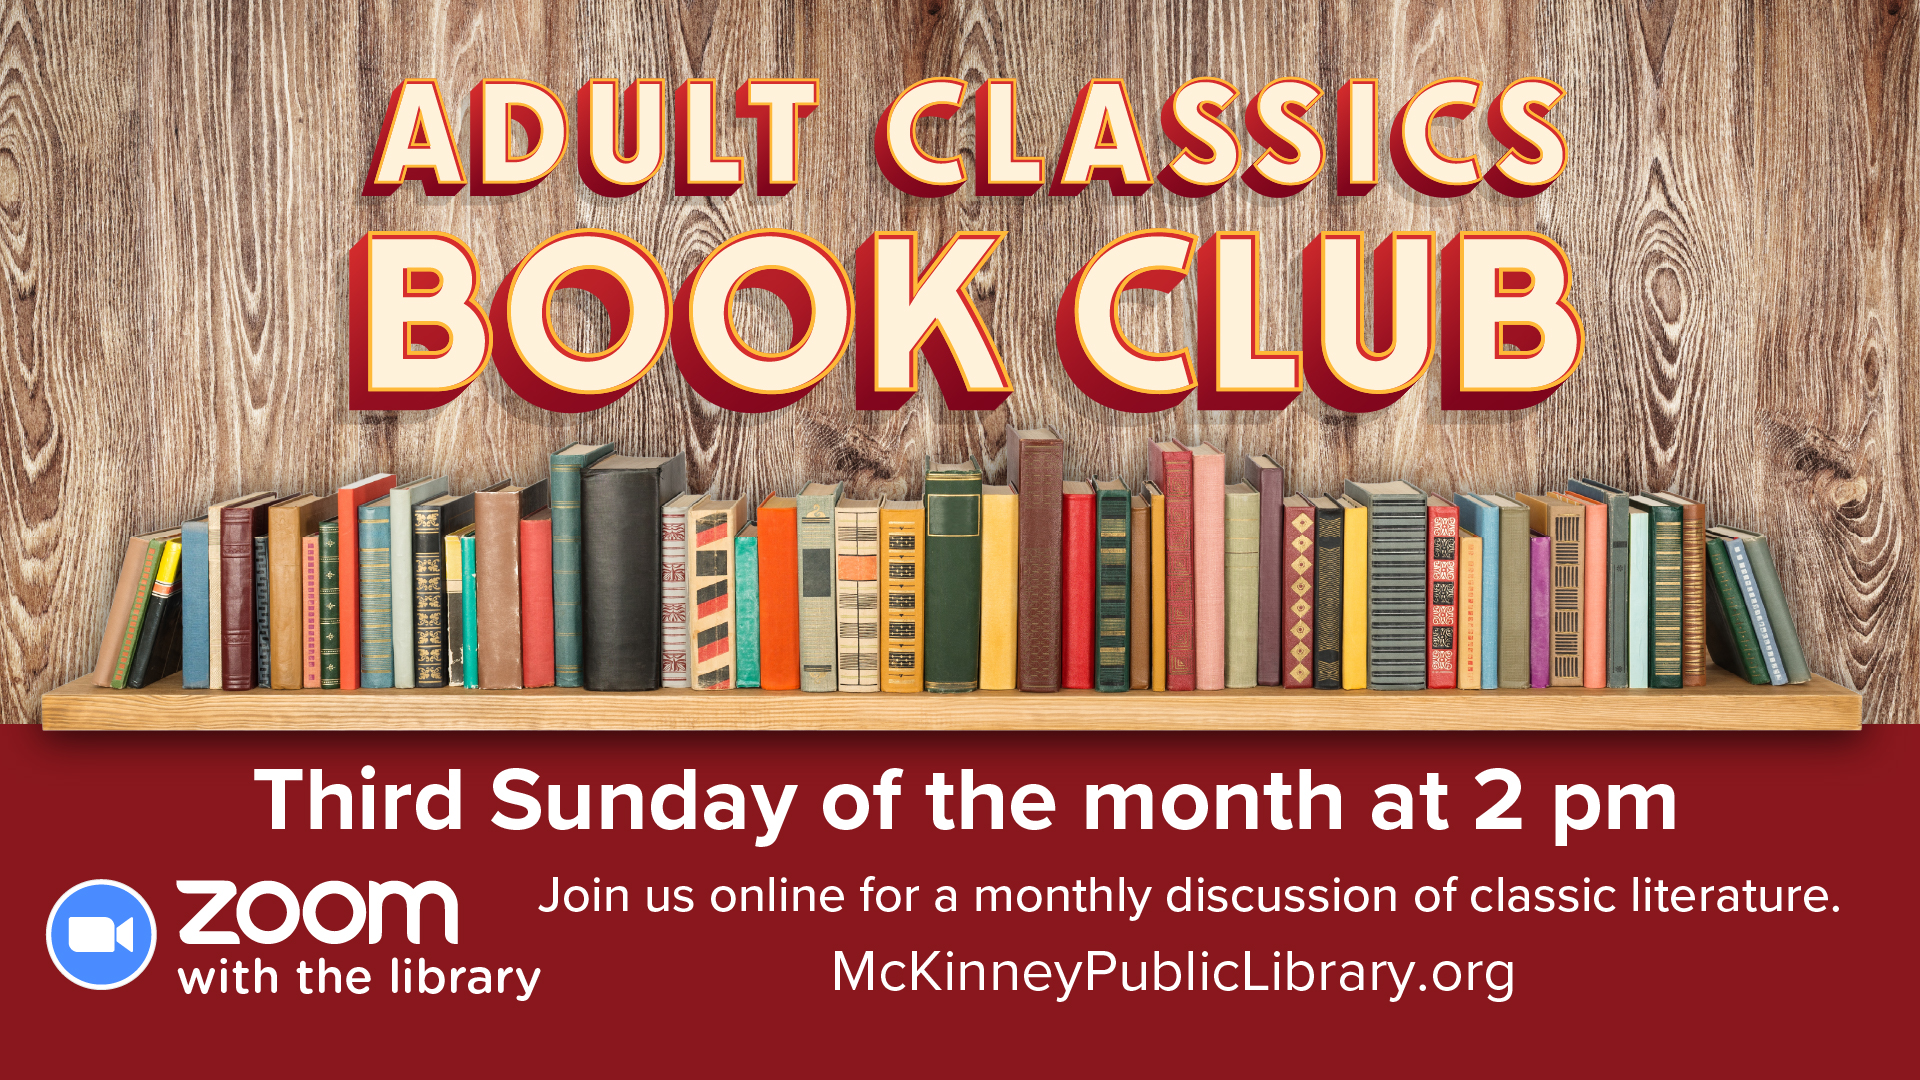 ADULT CLASSICS
BOOK CLUB
Third Sunday of the month at 2 pm
zoom
with the library
Join us online for a monthly discussion of classic literature.
McKinneyPublicLibrary.org